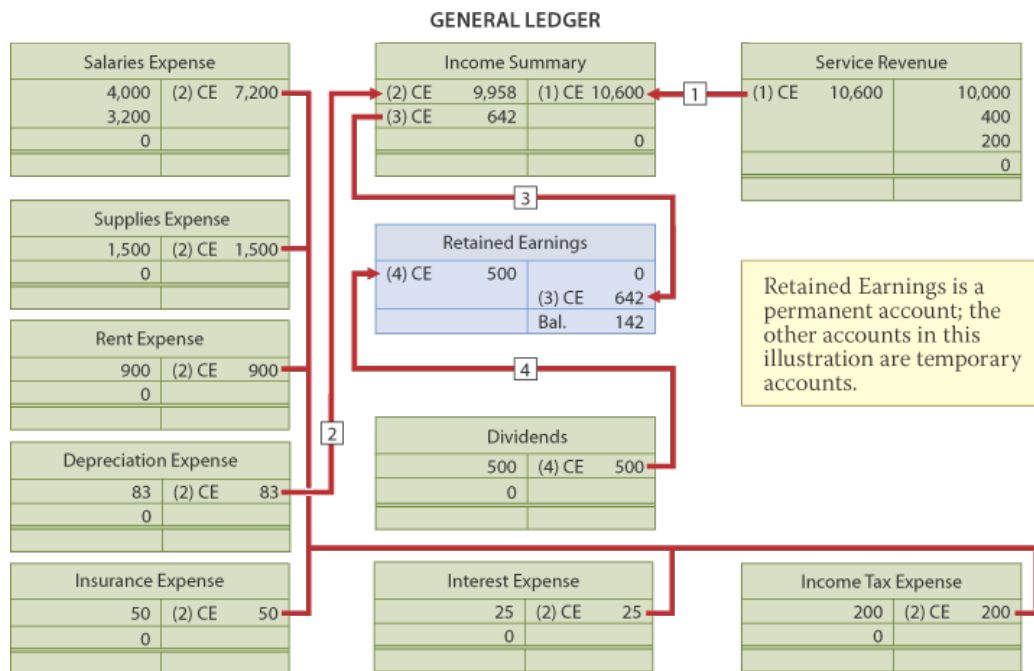 GENERAL LEDGER
Salaries Expense
4,000 (2) CE 7,200
3,200
0
Income Summary
(2) CE 9,958 (1) CE 10,600
(3) CE 642
0
1
Service Revenue
(1) CE 10,600 10,000
400
200
0
3
Supplies Expense
1,500 (2) CE 1,500
0
Retained Earnings
(4) CE 500 0
(3) CE 642
Bal. 142
Retained Earnings is a
permanent account; the
other accounts in this
illustration are temporary
accounts.
Rent Expense
900 (2) CE 900
0
4
2
Depreciation Expense
83 (2) CE 83
0
Dividends
500 (4) CE 500
0
Insurance Expense
50 (2) CE 50
0
Interest Expense
25 (2) CE 25
0
Income Tax Expense
200 (2) CE 200
0